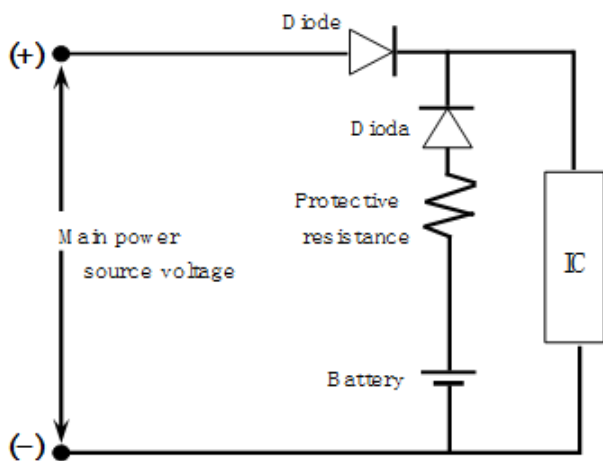 Diode
(+)
Dioda
Protective
resistance
Main power
source voltage
IC
Battery
(−)